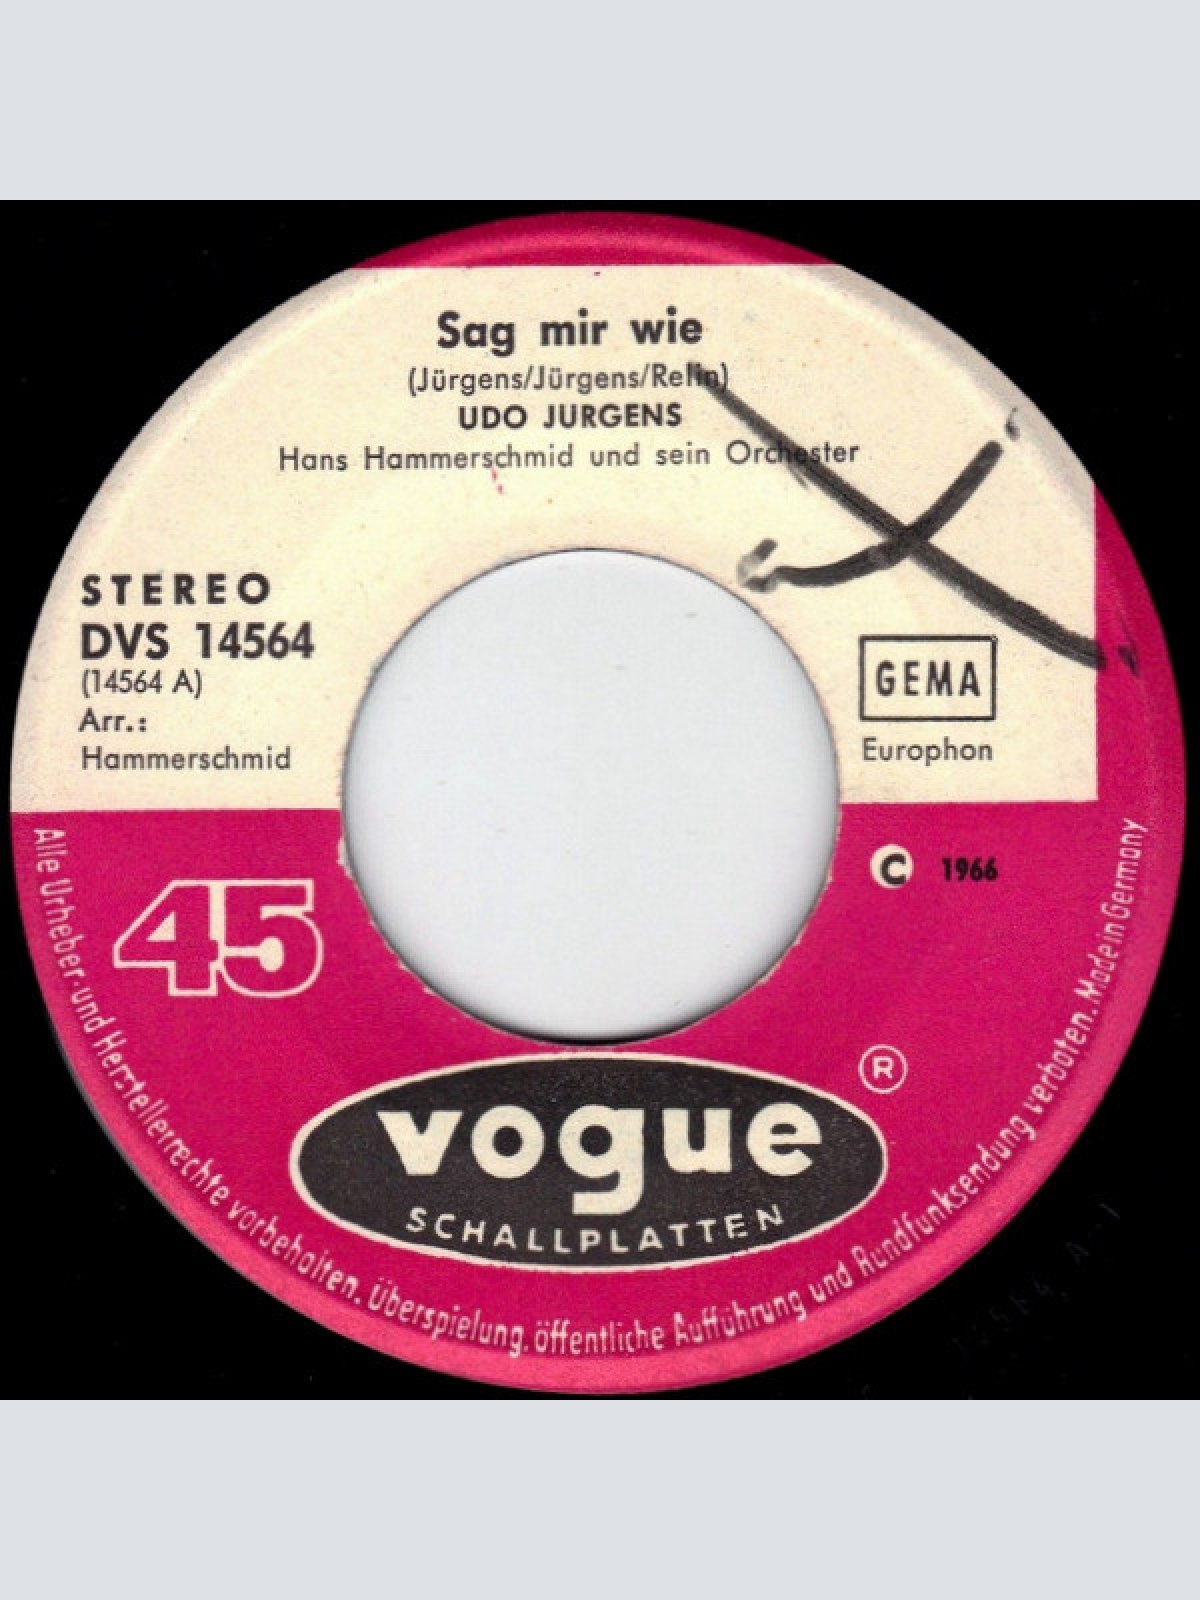 Sag mir wie
(Jürgens/Jürgens/Relin)
UDO JURGENS
Hans Hammerschmid und sein Orchester
STEREO
DVS 14564
(14564 A)
Arr.:
Hammerschmid
GEMA
Europhon
C 1966
45
R
vogue
SCHALLPLATTEN
Alle Urheber- und Herstellerrechte vorbehalten. Überspielung, öffentliche Aufführung und Rundfunksendung verboten. Made in Germany